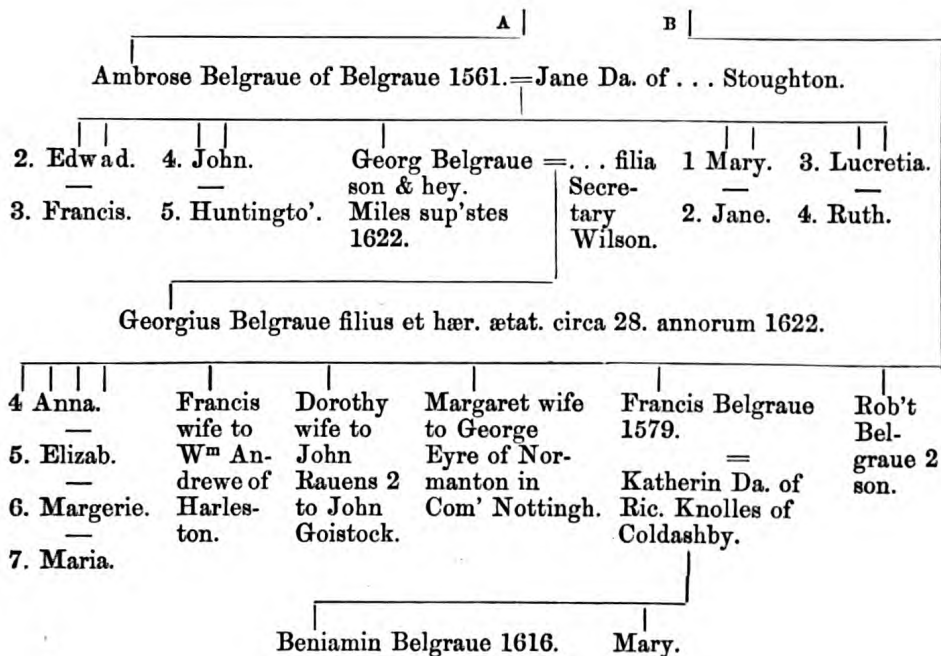 A B
Ambrose Belgraue of Belgraue 1561.=Jane Da. of . . . Stoughton.
2. Edwad.
3. Francis.
4. John.
5. Huntingto'.
Georg Belgraue
son & hey.
Miles sup'stes
1622.
=. . . filia
Secre-
tary
Wilson.
1 Mary.
2. Jane.
3. Lucretia.
4. Ruth.
Georgius Belgraue filius et hær. ætat. circa 28. annorum 1622.
4 Anna.
5. Elizab.
6. Margerie.
7. Maria.
Francis
wife to
Wᵐ An-
drewe of
Harles-
ton.
Dorothy
wife to
John
Rauens 2
to John
Goistock.
Margaret wife
to George
Eyre of Nor-
manton in
Com' Nottingh.
Francis Belgraue
1579.
=
Katherin Da. of
Ric. Knolles of
Coldashby.
Rob't
Bel-
graue 2
son.
Beniamin Belgraue 1616. Mary.